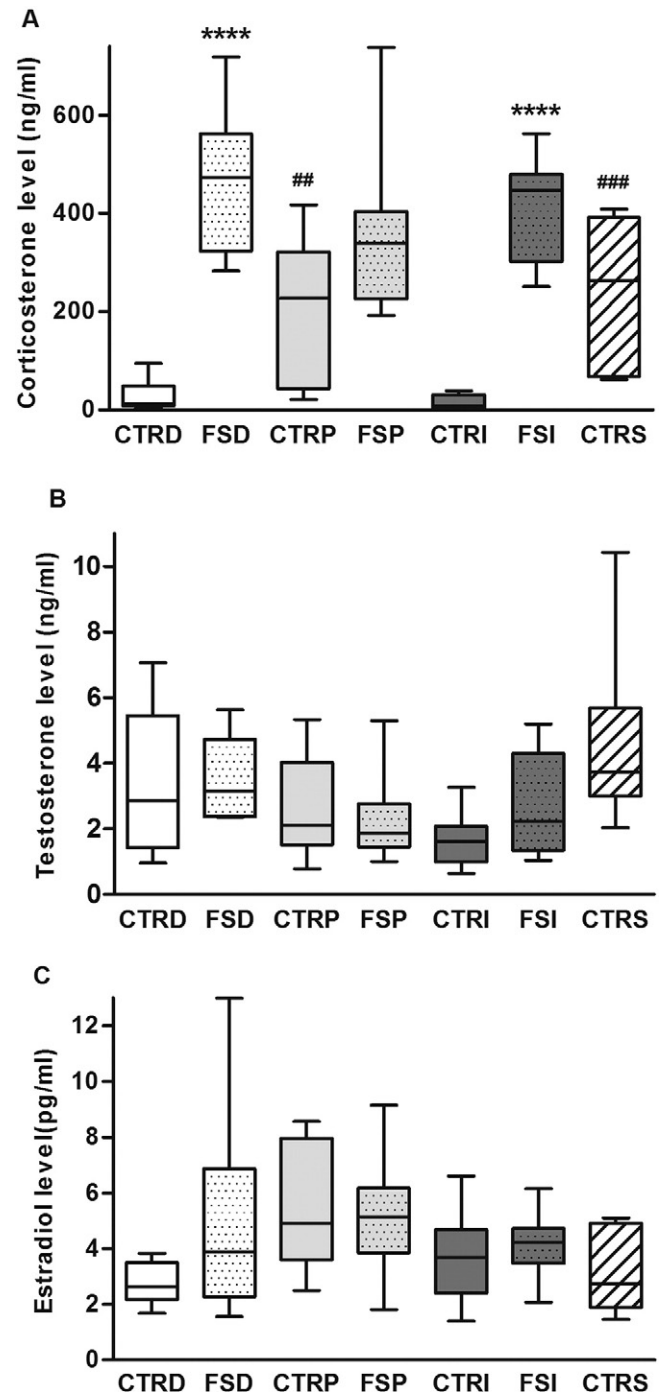 A
Corticosterone level (ng/ml)
600
400
200
0
****
##
****
###
CTRD FSD CTRP FSP CTRI FSI CTRS
B
Testosterone level (ng/ml)
10
8
6
4
2
0
CTRD FSD CTRP FSP CTRI FSI CTRS
C
Estradiol level(pg/ml)
12
10
8
6
4
2
0
CTRD FSD CTRP FSP CTRI FSI CTRS